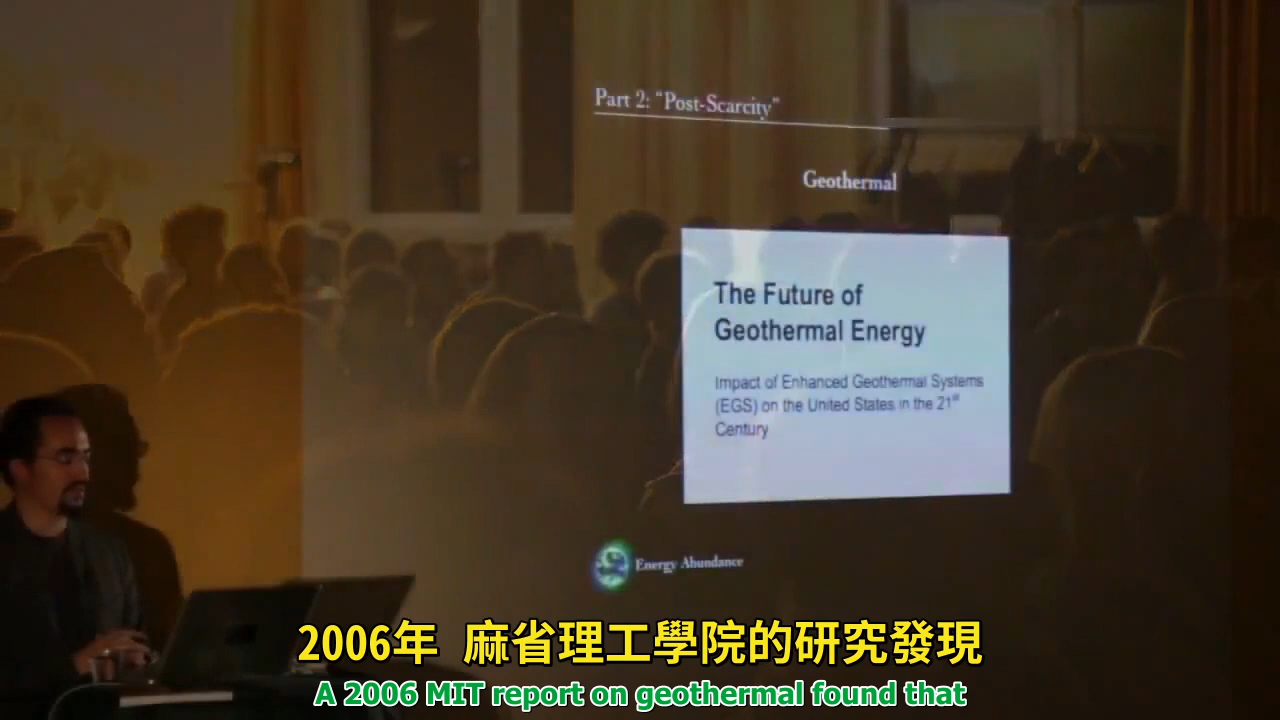 Part 2: "Post-Scarcity"
Geothermal
The Future of
Geothermal Energy
Impact of Enhanced Geothermal Systems
(EGS) on the United States in the 21st
Century
Energy Abundance
2006年 麻省理工學院的研究發現
A 2006 MIT report on geothermal found that